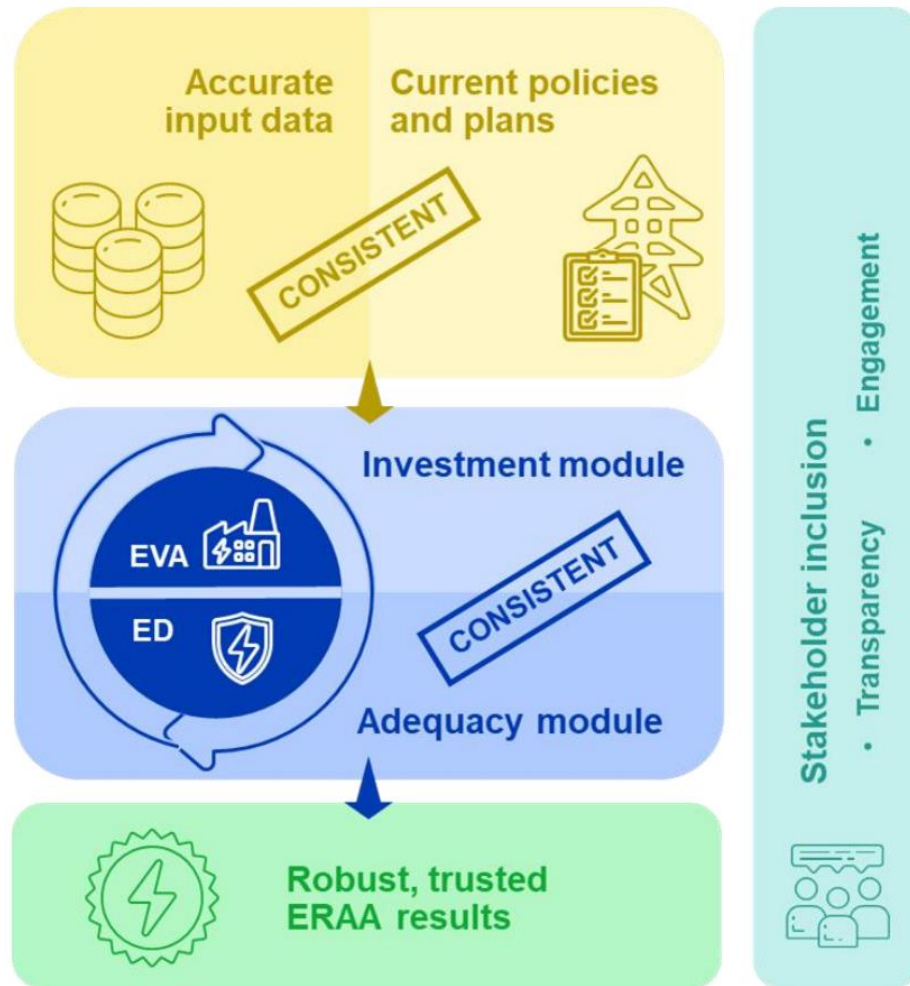 Accurate
input data
Current policies
and plans
CONSISTENT
Investment module
EVA
ED
CONSISTENT
Adequacy module
Robust, trusted
ERAA results
Stakeholder inclusion
• Transparency • Engagement